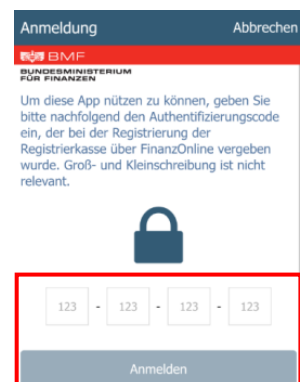 Anmeldung Abbrechen
BMF
BUNDESMINISTERIUM
FÜR FINANZEN
Um diese App nützen zu können, geben Sie
bitte nachfolgend den Authentifizierungscode
ein, der bei der Registrierung der
Registrierkasse über FinanzOnline vergeben
wurde. Groß- und Kleinschreibung ist nicht
relevant.
123 - 123 - 123 - 123
Anmelden